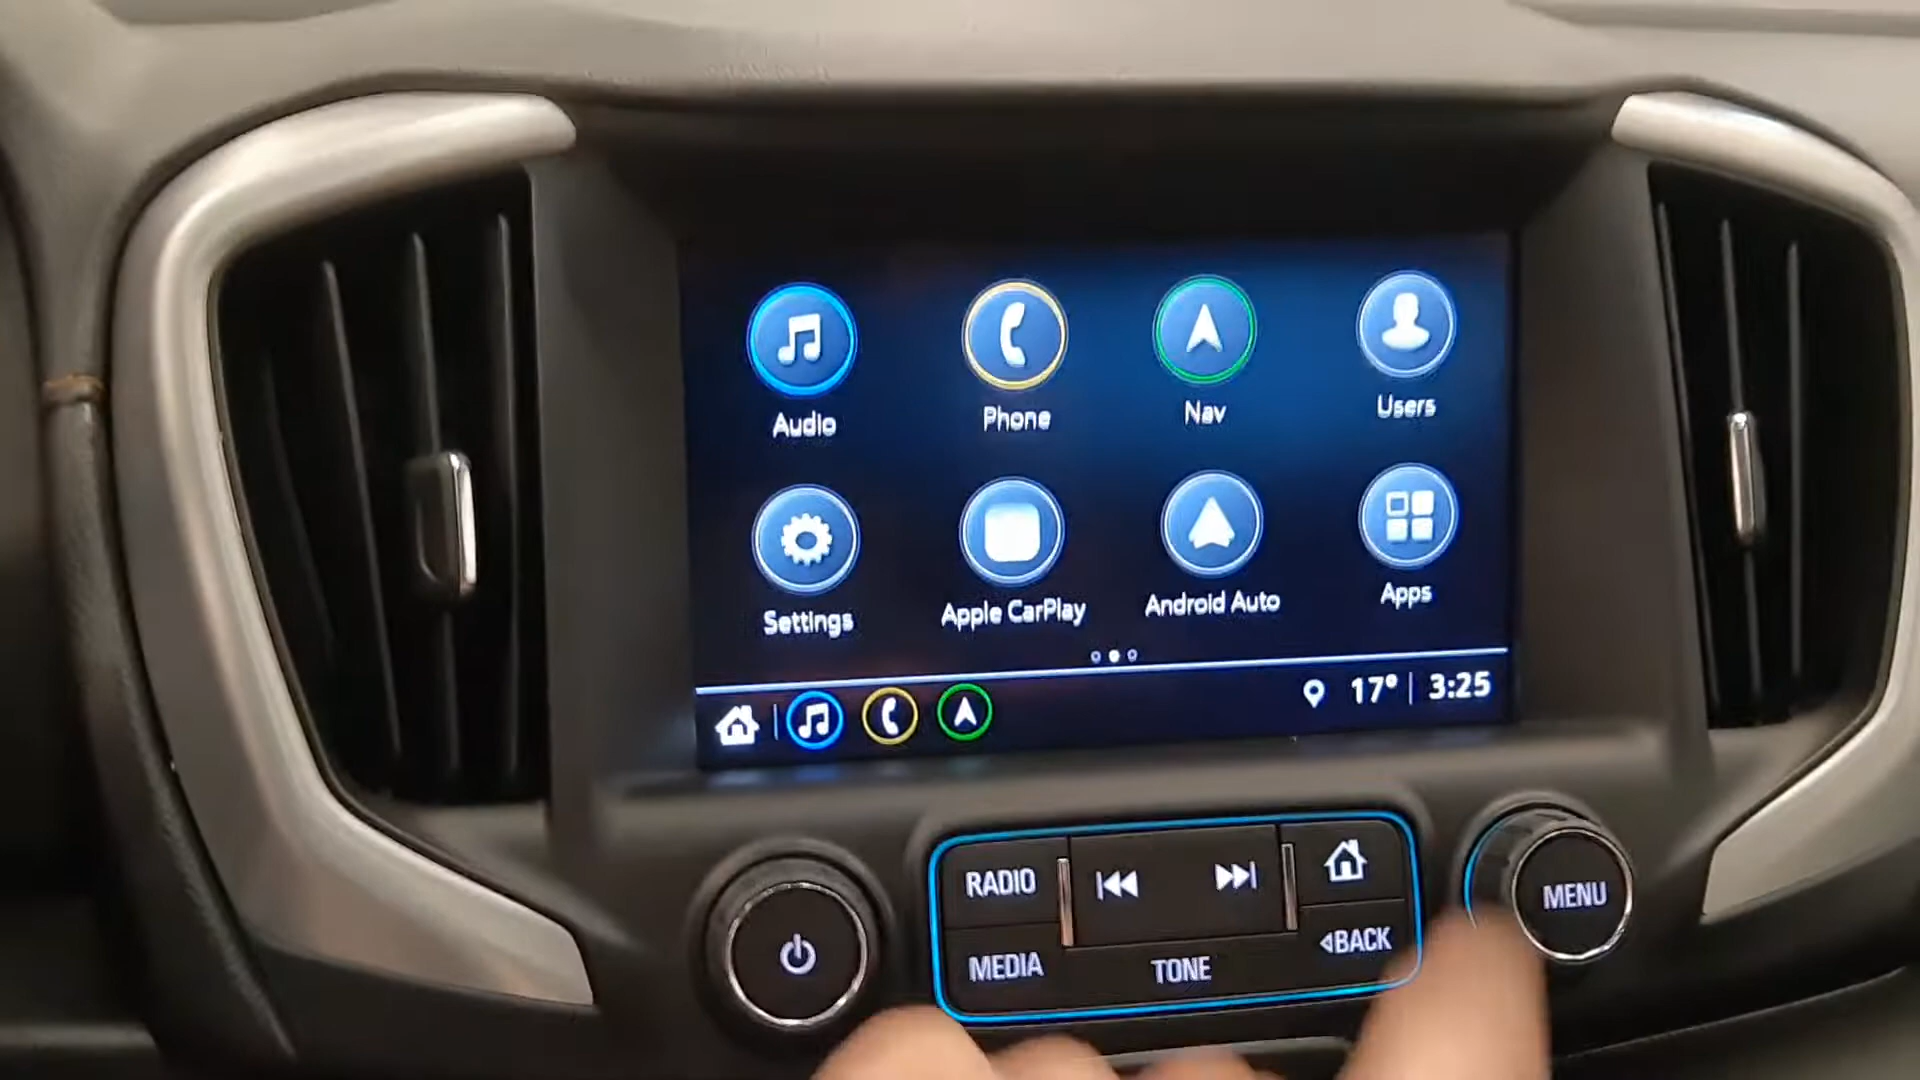 Audio
Phone
Nav
Users
Settings
Apple CarPlay
Android Auto
Apps
17° | 3:25
RADIO
MEDIA
TONE
BACK
MENU